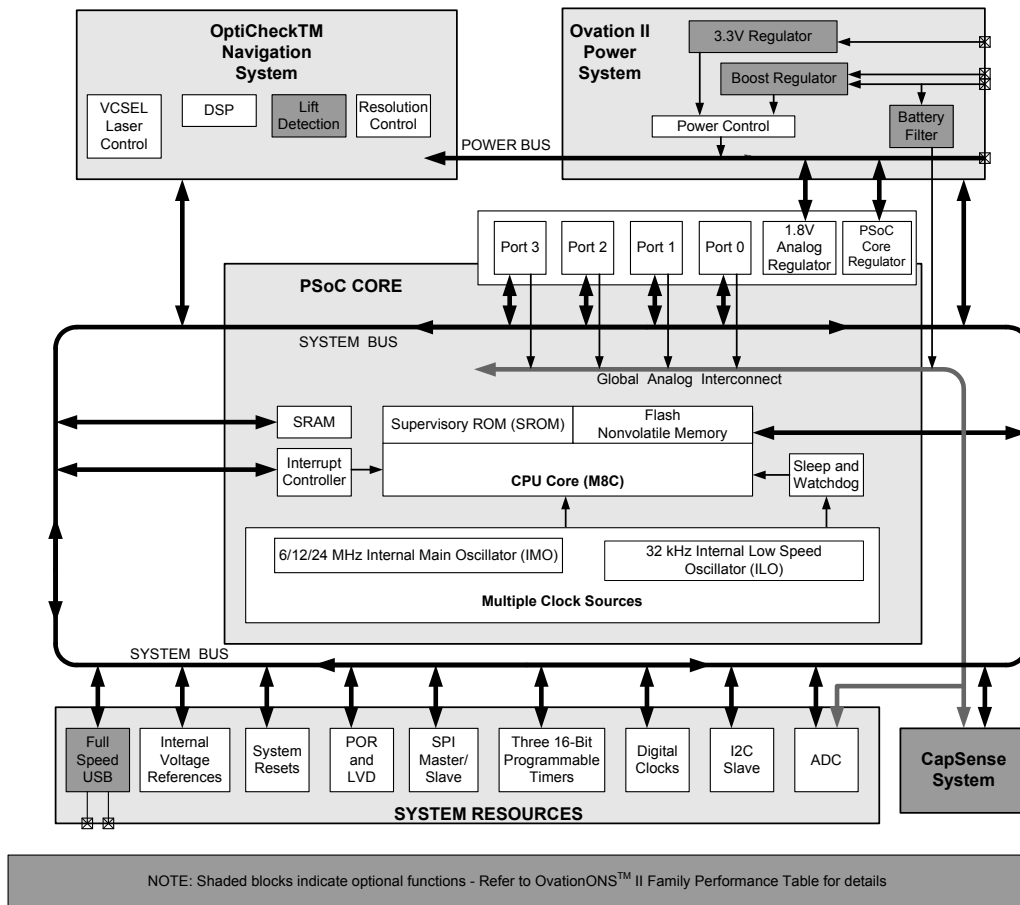 OptiCheckTM
Navigation
System
VCSEL
Laser
Control
DSP
Lift
Detection
Resolution
Control
Ovation II
Power
System
3.3V Regulator
Boost Regulator
Battery
Filter
Power Control
POWER BUS
Port 3
Port 2
Port 1
Port 0
1.8V
Analog
Regulator
PSoC
Core
Regulator
PSoC CORE
SYSTEM BUS
Global Analog Interconnect
SRAM
Supervisory ROM (SROM)
Flash
Nonvolatile Memory
Interrupt
Controller
CPU Core (M8C)
Sleep and
Watchdog
6/12/24 MHz Internal Main Oscillator (IMO)
32 kHz Internal Low Speed
Oscillator (ILO)
Multiple Clock Sources
SYSTEM BUS
Full
Speed
USB
Internal
Voltage
References
System
Resets
POR
and
LVD
SPI
Master/
Slave
Three 16-Bit
Programmable
Timers
Digital
Clocks
I2C
Slave
ADC
CapSense
System
SYSTEM RESOURCES
NOTE: Shaded blocks indicate optional functions - Refer to OvationONS™ II Family Performance Table for details